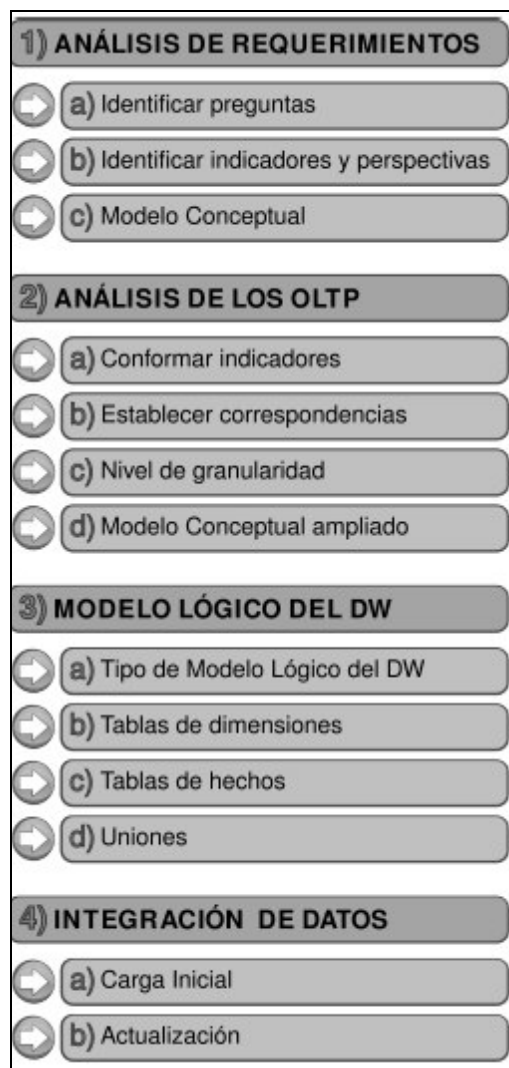 1) ANÁLISIS DE REQUERIMIENTOS
a) Identificar preguntas
b) Identificar indicadores y perspectivas
c) Modelo Conceptual
2) ANÁLISIS DE LOS OLTP
a) Conformar indicadores
b) Establecer correspondencias
c) Nivel de granularidad
d) Modelo Conceptual ampliado
3) MODELO LÓGICO DEL DW
a) Tipo de Modelo Lógico del DW
b) Tablas de dimensiones
c) Tablas de hechos
d) Uniones
4) INTEGRACIÓN DE DATOS
a) Carga Inicial
b) Actualización